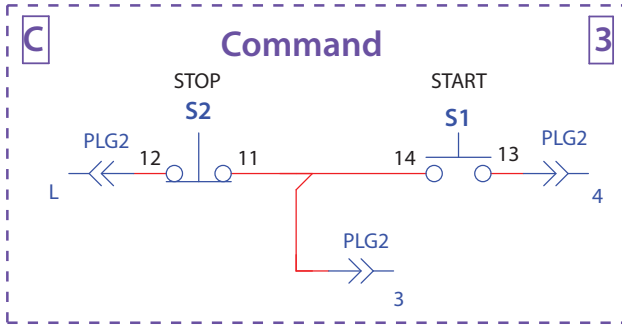 C Command 3
STOP START
S2 S1
PLG2 PLG2
12 11 14 13
L 4
PLG2
3